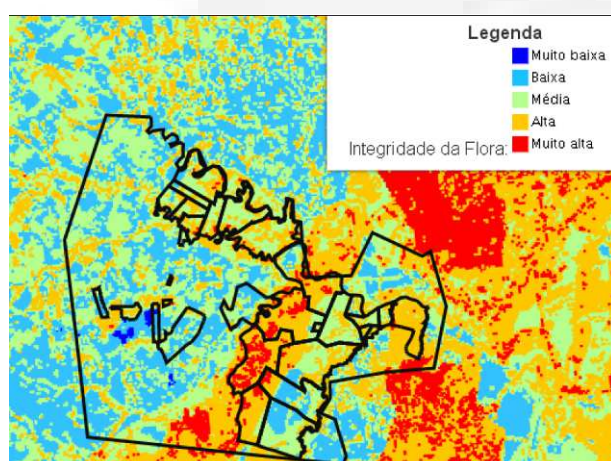 Legenda
Muito baixa
Baixa
Média
Alta
Integridade da Flora: Muito alta